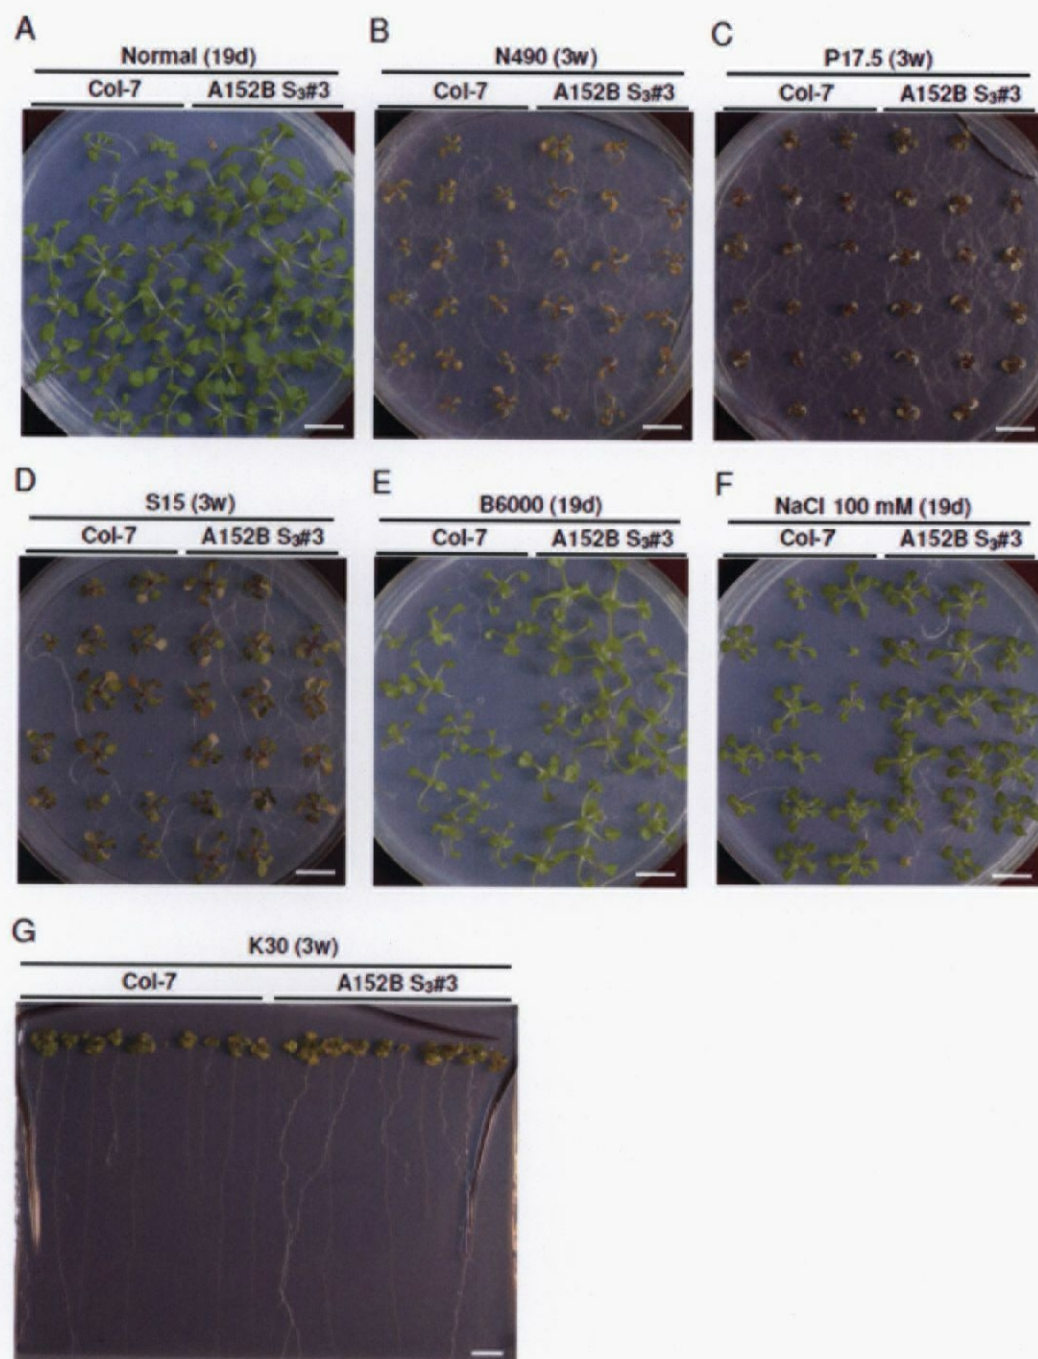 A
Normal (19d)
Col-7 A152B S₃#3
B
N490 (3w)
Col-7 A152B S₃#3
C
P17.5 (3w)
Col-7 A152B S₃#3
D
S15 (3w)
Col-7 A152B S₃#3
E
B6000 (19d)
Col-7 A152B S₃#3
F
NaCl 100 mM (19d)
Col-7 A152B S₃#3
G
K30 (3w)
Col-7 A152B S₃#3